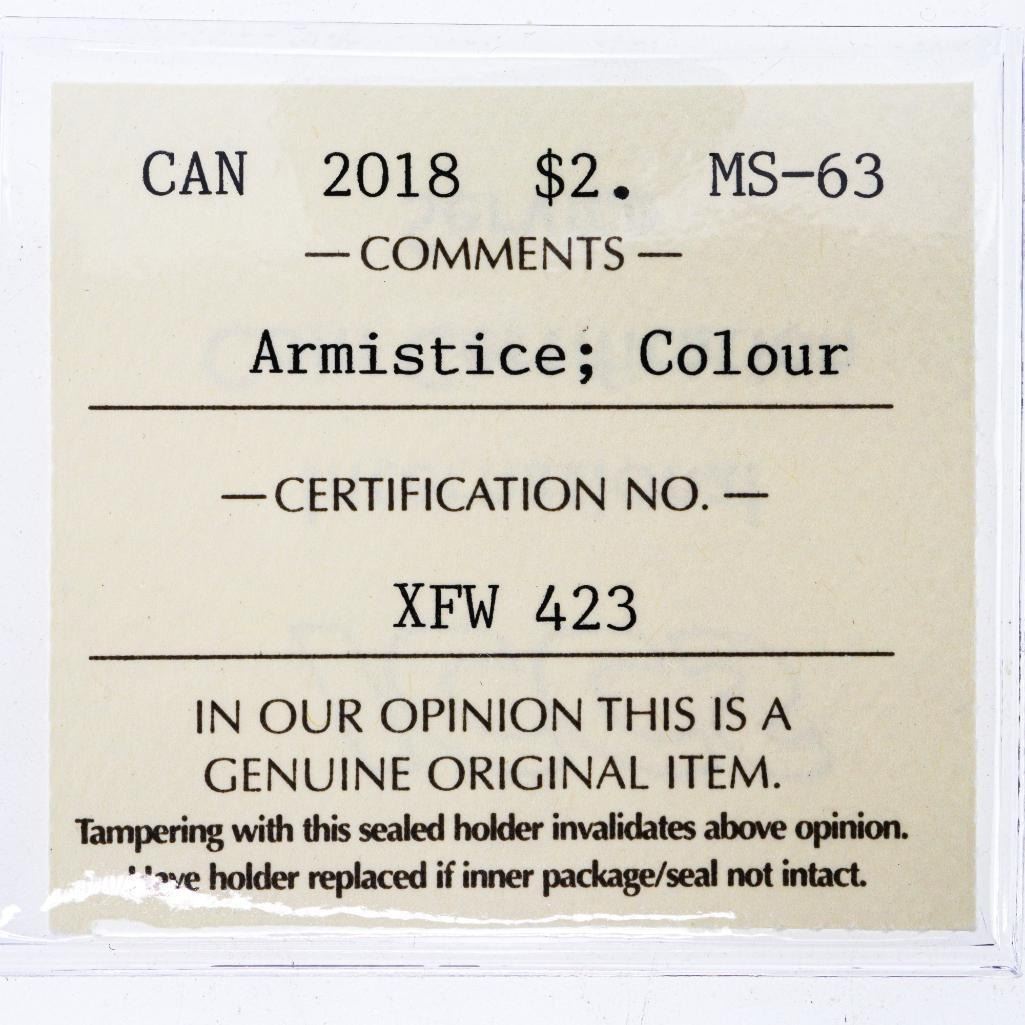 CAN 2018 $2. MS-63
— COMMENTS —
Armistice; Colour
— CERTIFICATION NO. —
XFW 423
IN OUR OPINION THIS IS A
GENUINE ORIGINAL ITEM.
Tampering with this sealed holder invalidates above opinion.
Have holder replaced if inner package/seal not intact.